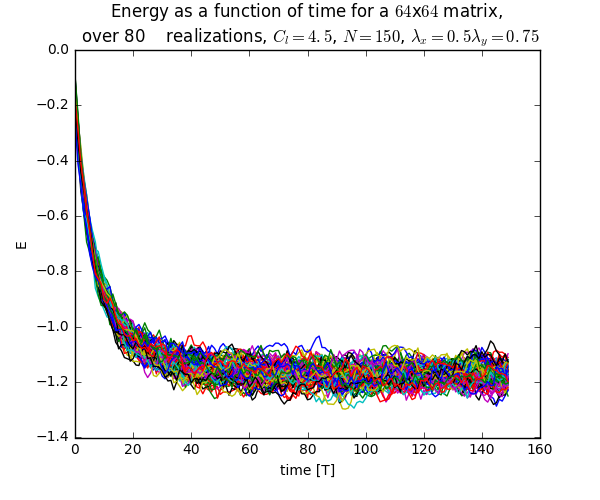 Energy as a function of time for a 64x64 matrix,
over 80 realizations, C_l = 4.5, N = 150, λ_x = 0.5λ_y = 0.75
0.0
−0.2
−0.4
−0.6
−0.8
−1.0
−1.2
−1.4
E
0 20 40 60 80 100 120 140 160
time [T]